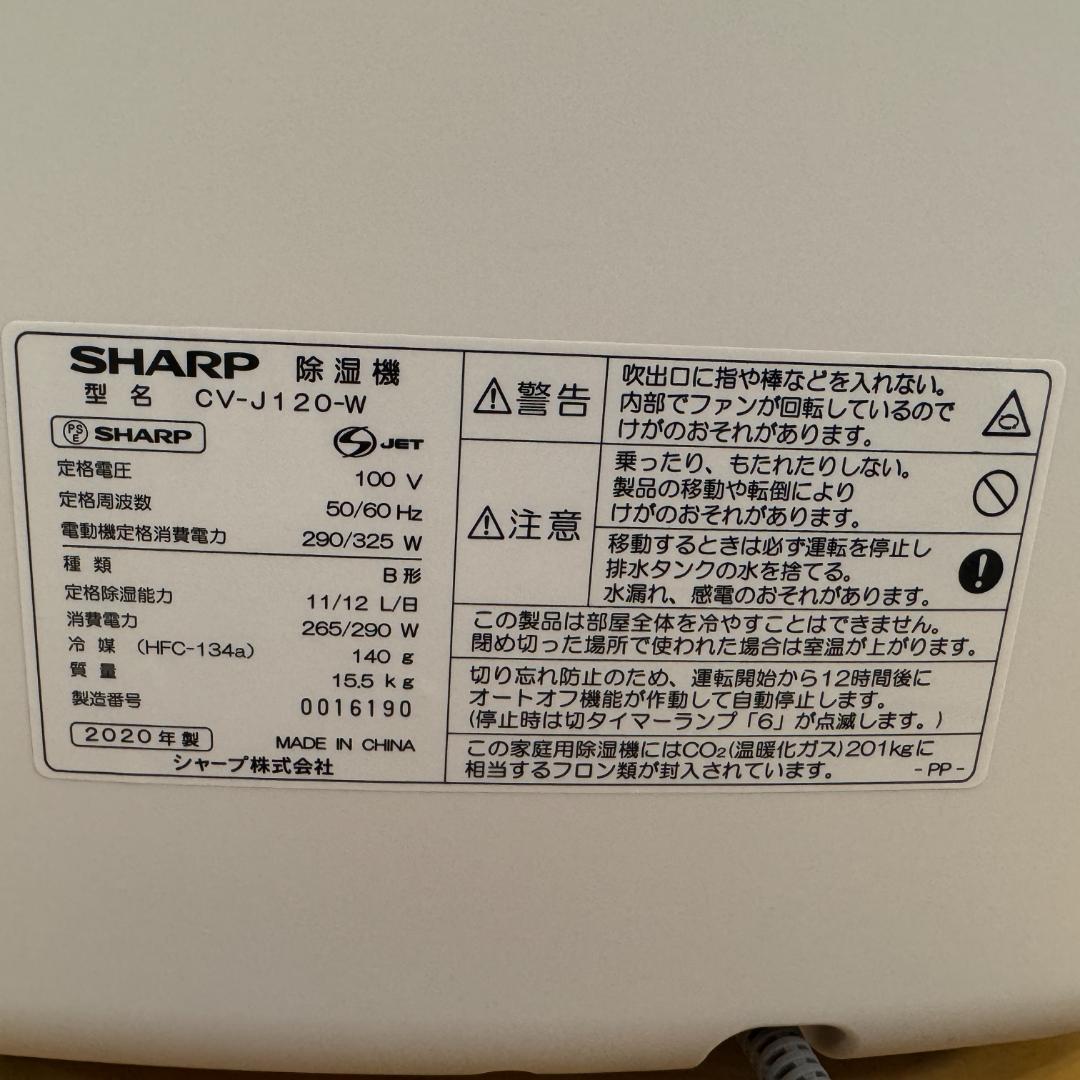 SHARP 除湿機
型名 CV-J120-W
PSE SHARP
JET
定格電圧 100 V
定格周波数 50/60 Hz
電動機定格消費電力 290/325 W
種類 B形
定格除湿能力 11/12 L/日
消費電力 265/290 W
冷媒 (HFC-134a) 140 g
質量 15.5 kg
製造番号 0016190
2020年製 MADE IN CHINA
シャープ株式会社
警告
吹出口に指や棒などを入れない。
内部でファンが回転しているので
けがのおそれがあります。
注意
乗ったり、もたれたりしない。
製品の移動や転倒により
けがのおそれがあります。
移動するときは必ず運転を停止し
排水タンクの水を捨てる。
水漏れ、感電のおそれがあります。
この製品は部屋全体を冷やすことはできません。
閉め切った場所で使われた場合は室温が上がります。
切り忘れ防止のため、運転開始から12時間後に
オートオフ機能が作動して自動停止します。
(停止時は切タイマーランプ「6」が点滅します。)
この家庭用除湿機にはCO₂(温暖化ガス)201kgに
相当するフロン類が封入されています。 -PP-